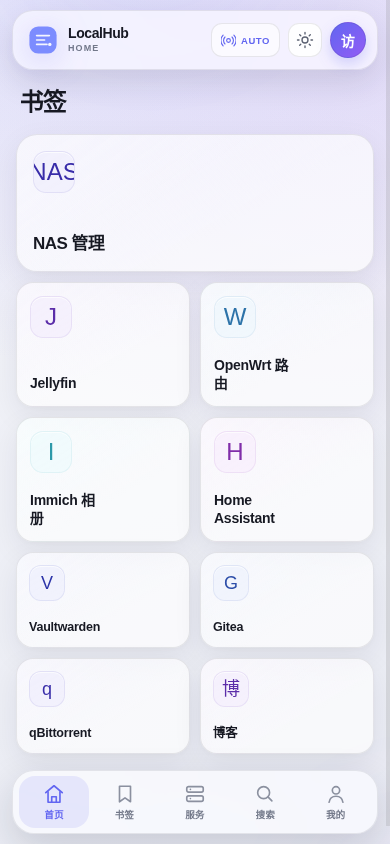 LocalHub
HOME
AUTO
访
书签
NAS
NAS 管理
J
Jellyfin
W
OpenWrt 路
由
I
Immich 相
册
H
Home
Assistant
V
Vaultwarden
G
Gitea
q
qBittorrent
博
博客
首页
书签
服务
搜索
我的